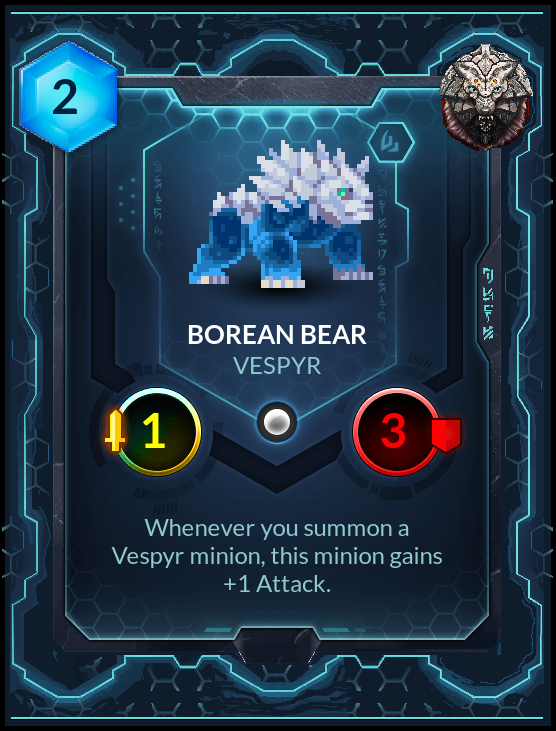 2
BOREAN BEAR
VESPYR
1
3
Whenever you summon a
Vespyr minion, this minion gains
+1 Attack.